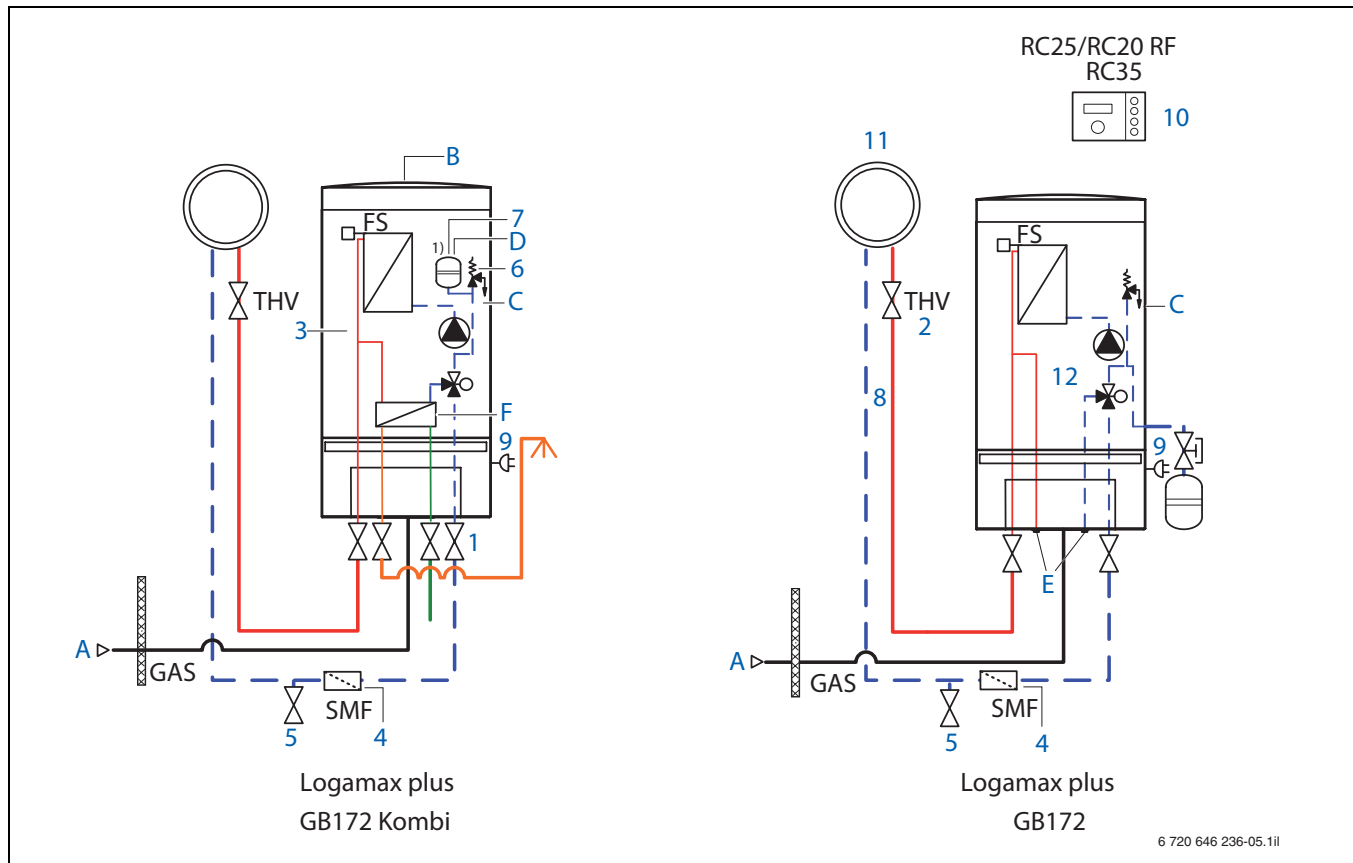 RC25/RC20 RF
RC35
10
B
7
1)
D
6
C
FS
THV
3
F
9
1
A
GAS
SMF
5
4
Logamax plus
GB172 Kombi
11
FS
C
THV
2
12
8
9
E
A
GAS
SMF
5
4
Logamax plus
GB172
6 720 646 236-05.1il